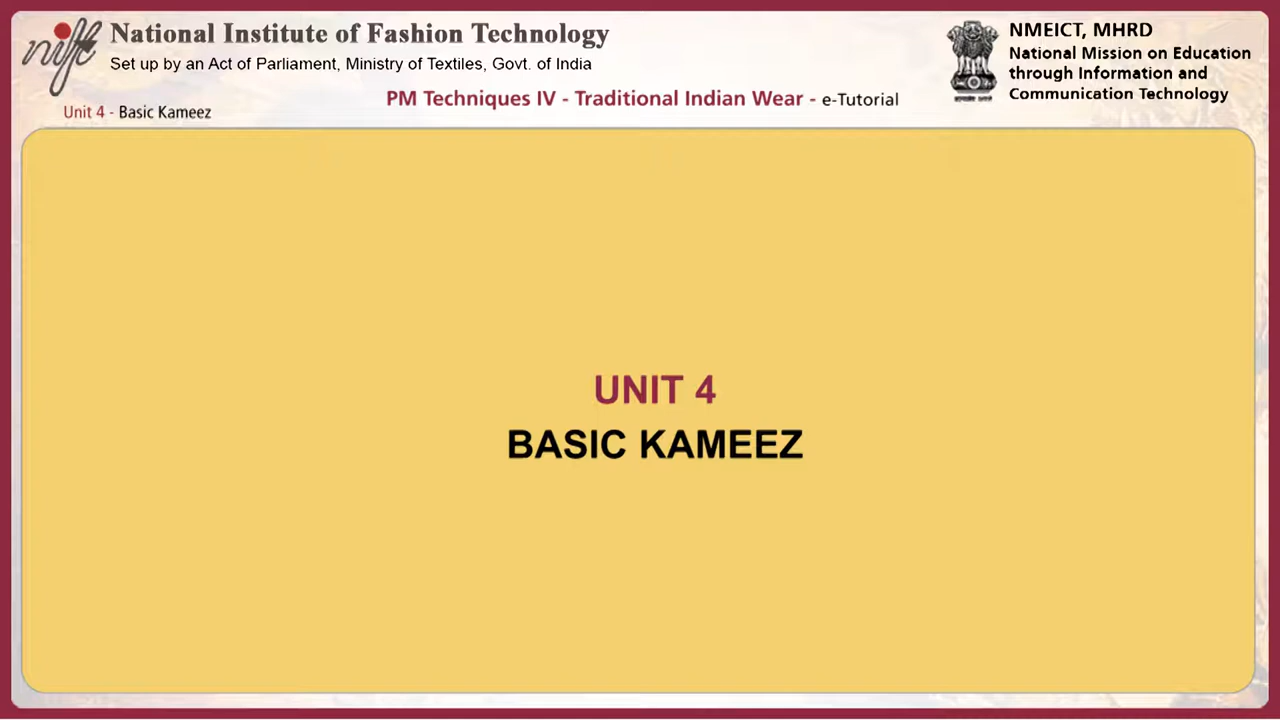 nift
National Institute of Fashion Technology
Set up by an Act of Parliament, Ministry of Textiles, Govt. of India
NMEICT, MHRD
National Mission on Education
through Information and
Communication Technology
PM Techniques IV - Traditional Indian Wear - e-Tutorial
Unit 4 - Basic Kameez
UNIT 4
BASIC KAMEEZ